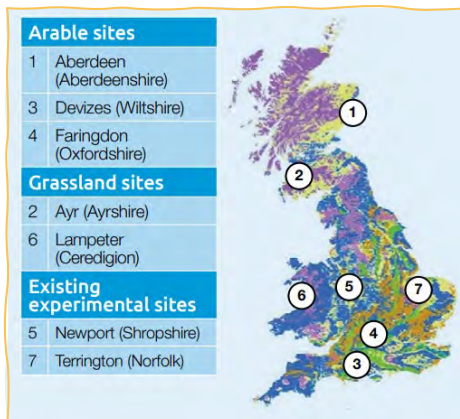 Arable sites
1 Aberdeen
(Aberdeenshire)
3 Devizes (Wiltshire)
4 Faringdon
(Oxfordshire)
Grassland sites
2 Ayr (Ayrshire)
6 Lampeter
(Ceredigion)
Existing
experimental sites
5 Newport (Shropshire)
7 Terrington (Norfolk)
1
2
5
6
7
4
3